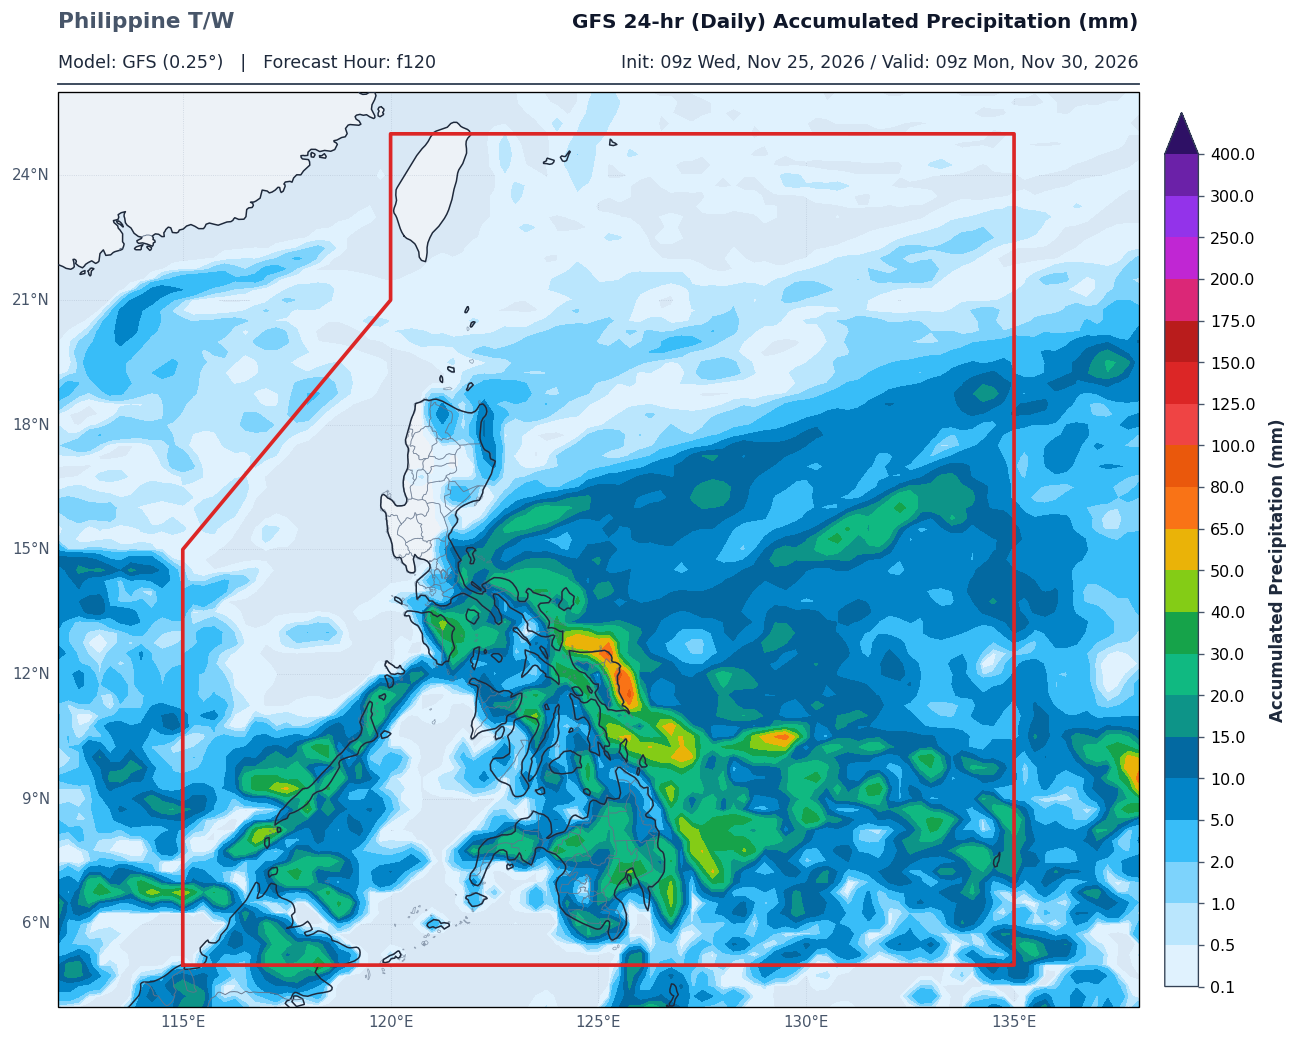 Philippine T/W
GFS 24-hr (Daily) Accumulated Precipitation (mm)
Model: GFS (0.25°)   |   Forecast Hour: f120
Init: 09z Wed, Nov 25, 2026 / Valid: 09z Mon, Nov 30, 2026
24°N
21°N
18°N
15°N
12°N
9°N
6°N
115°E
120°E
125°E
130°E
135°E
400.0
300.0
250.0
200.0
175.0
150.0
125.0
100.0
80.0
65.0
50.0
40.0
30.0
20.0
15.0
10.0
5.0
2.0
1.0
0.5
0.1
Accumulated Precipitation (mm)